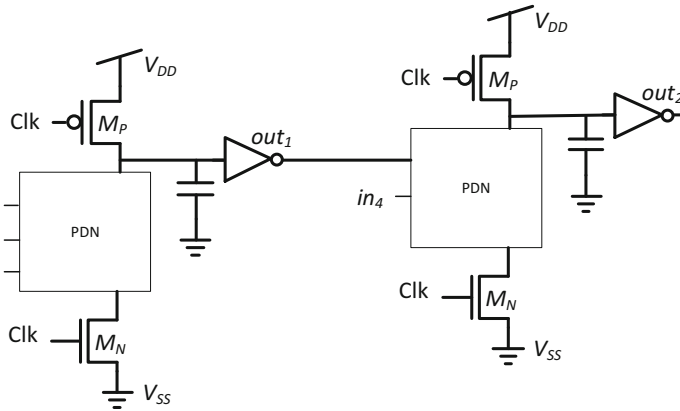 V_DD
V_DD
Clk
M_P
Clk
M_P
out_1
out_2
PDN
PDN
in_4
Clk
M_N
Clk
M_N
V_SS
V_SS